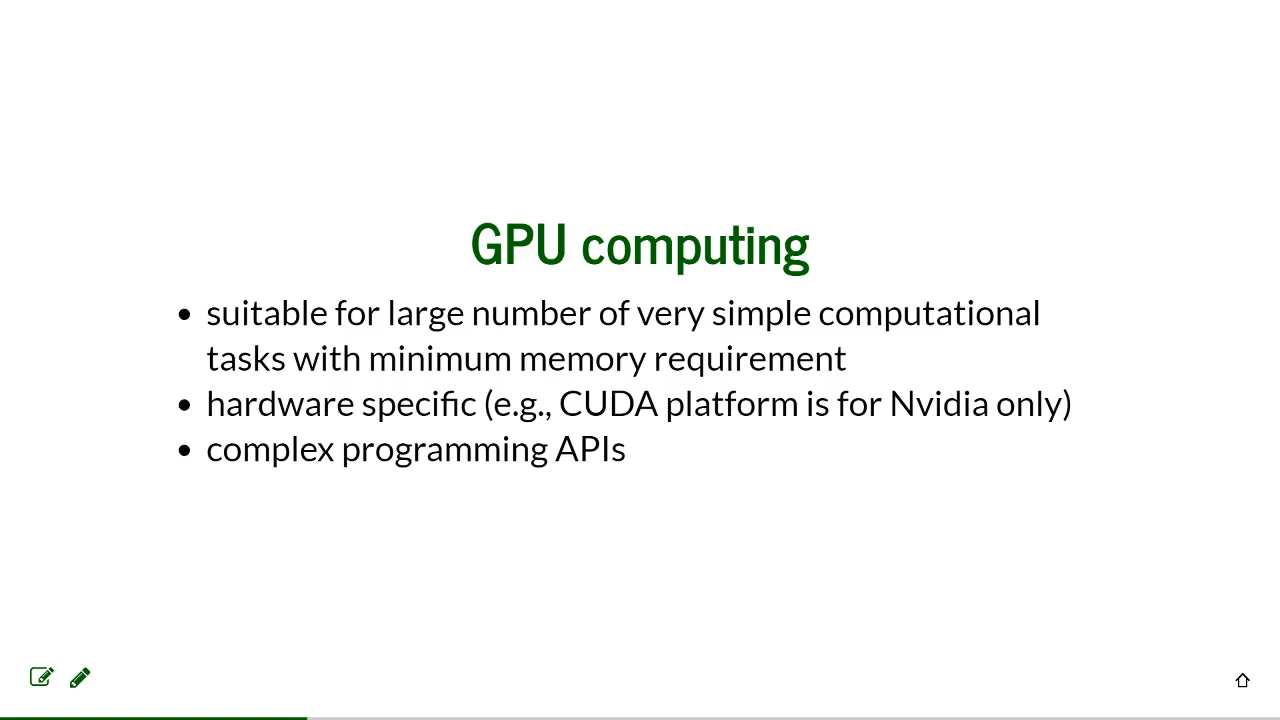 GPU computing
• suitable for large number of very simple computational
tasks with minimum memory requirement
• hardware specific (e.g., CUDA platform is for Nvidia only)
• complex programming APIs